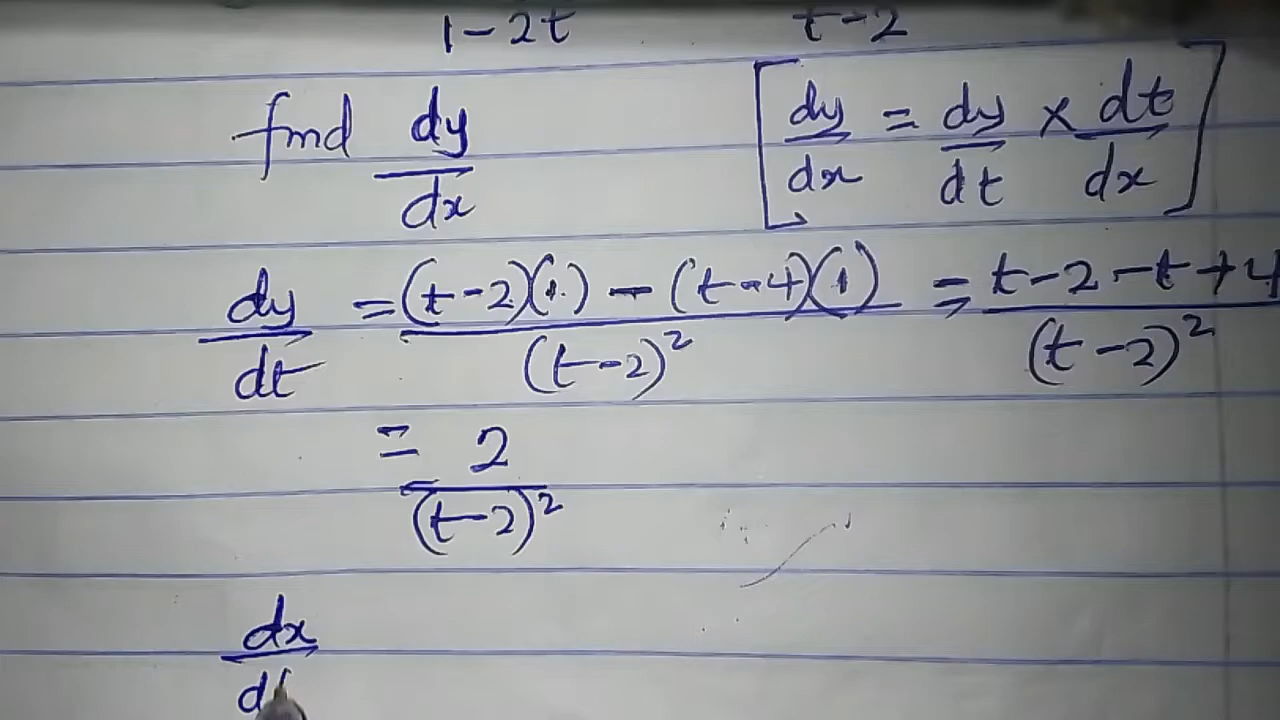 1-2t t-2
find dy/dx [dy/dx = dy/dt × dt/dx]
dy/dt = (t-2)(1) - (t-4)(1)/(t-2)² = t-2-t+4/(t-2)²
= 2/(t-2)²
dx/d